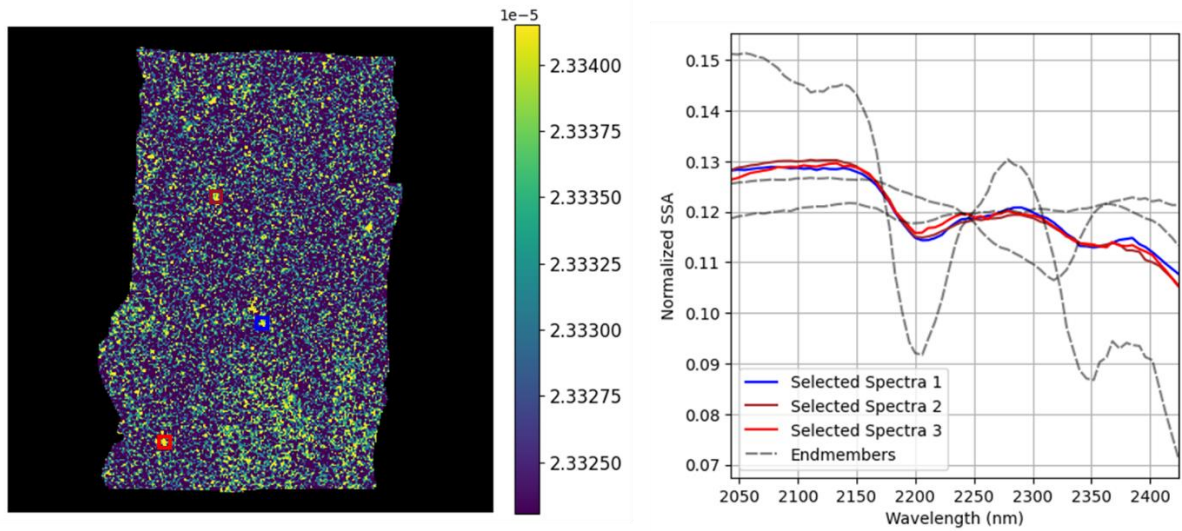 1e−5
2.33400
2.33375
2.33350
2.33325
2.33300
2.33275
2.33250
0.15
0.14
0.13
0.12
0.11
0.10
0.09
0.08
0.07
Normalized SSA
Selected Spectra 1
Selected Spectra 2
Selected Spectra 3
Endmembers
2050 2100 2150 2200 2250 2300 2350 2400
Wavelength (nm)